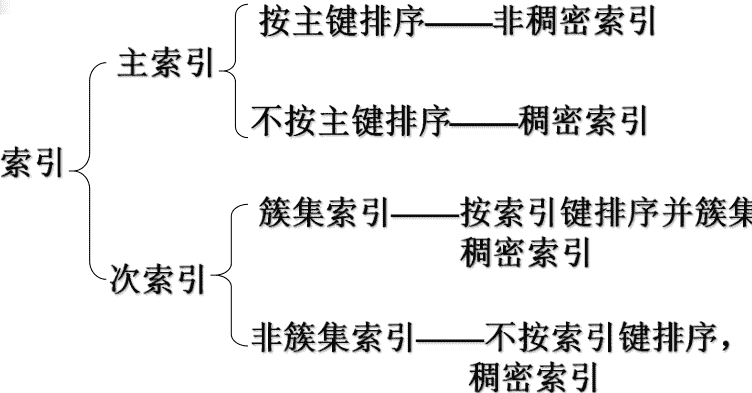 索引
主索引
按主键排序——非稠密索引
不按主键排序——稠密索引
次索引
簇集索引——按索引键排序并簇集
稠密索引
非簇集索引——不按索引键排序，
稠密索引